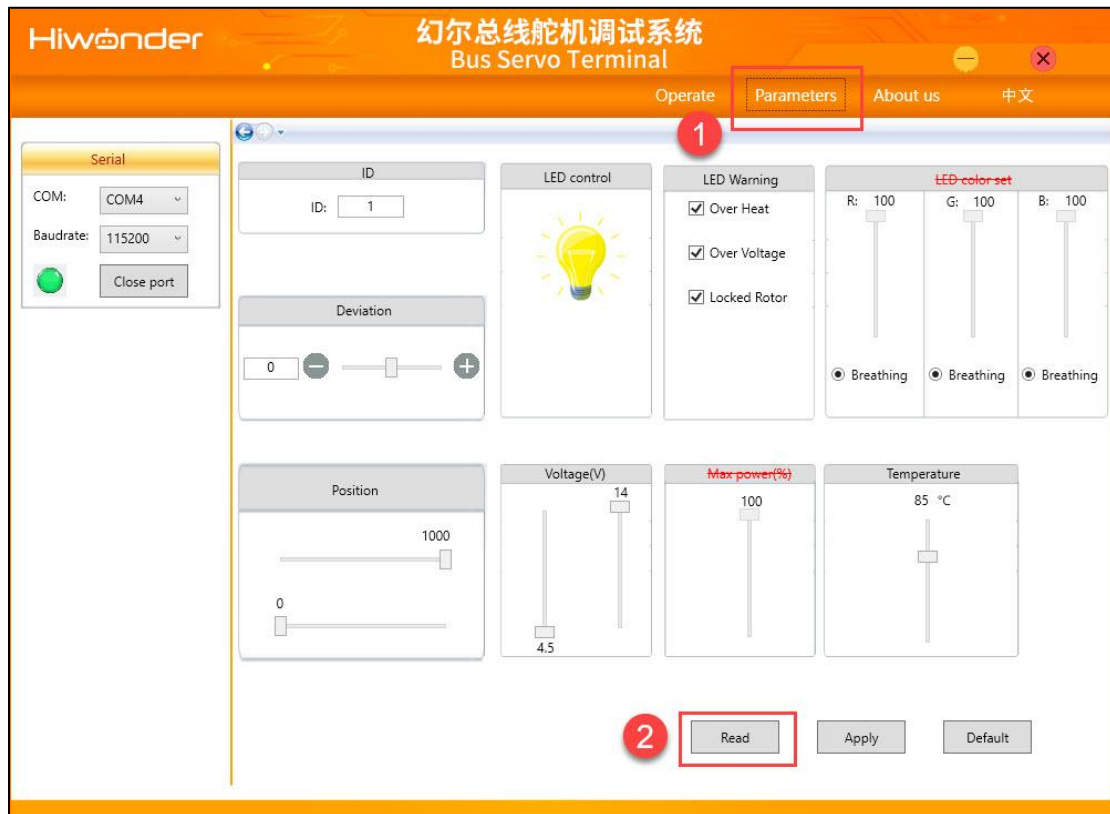 Hiwonder
幻尔总线舵机调试系统
Bus Servo Terminal
Operate Parameters About us 中文
1
Serial
COM: COM4
Baudrate: 115200
Close port
ID
ID: 1
Deviation
0
LED control
LED Warning
Over Heat
Over Voltage
Locked Rotor
LED color set
R: 100 G: 100 B: 100
Breathing Breathing Breathing
Position
1000
0
Voltage(V)
14
4.5
Max power(%)
100
Temperature
85 °C
2
Read Apply Default